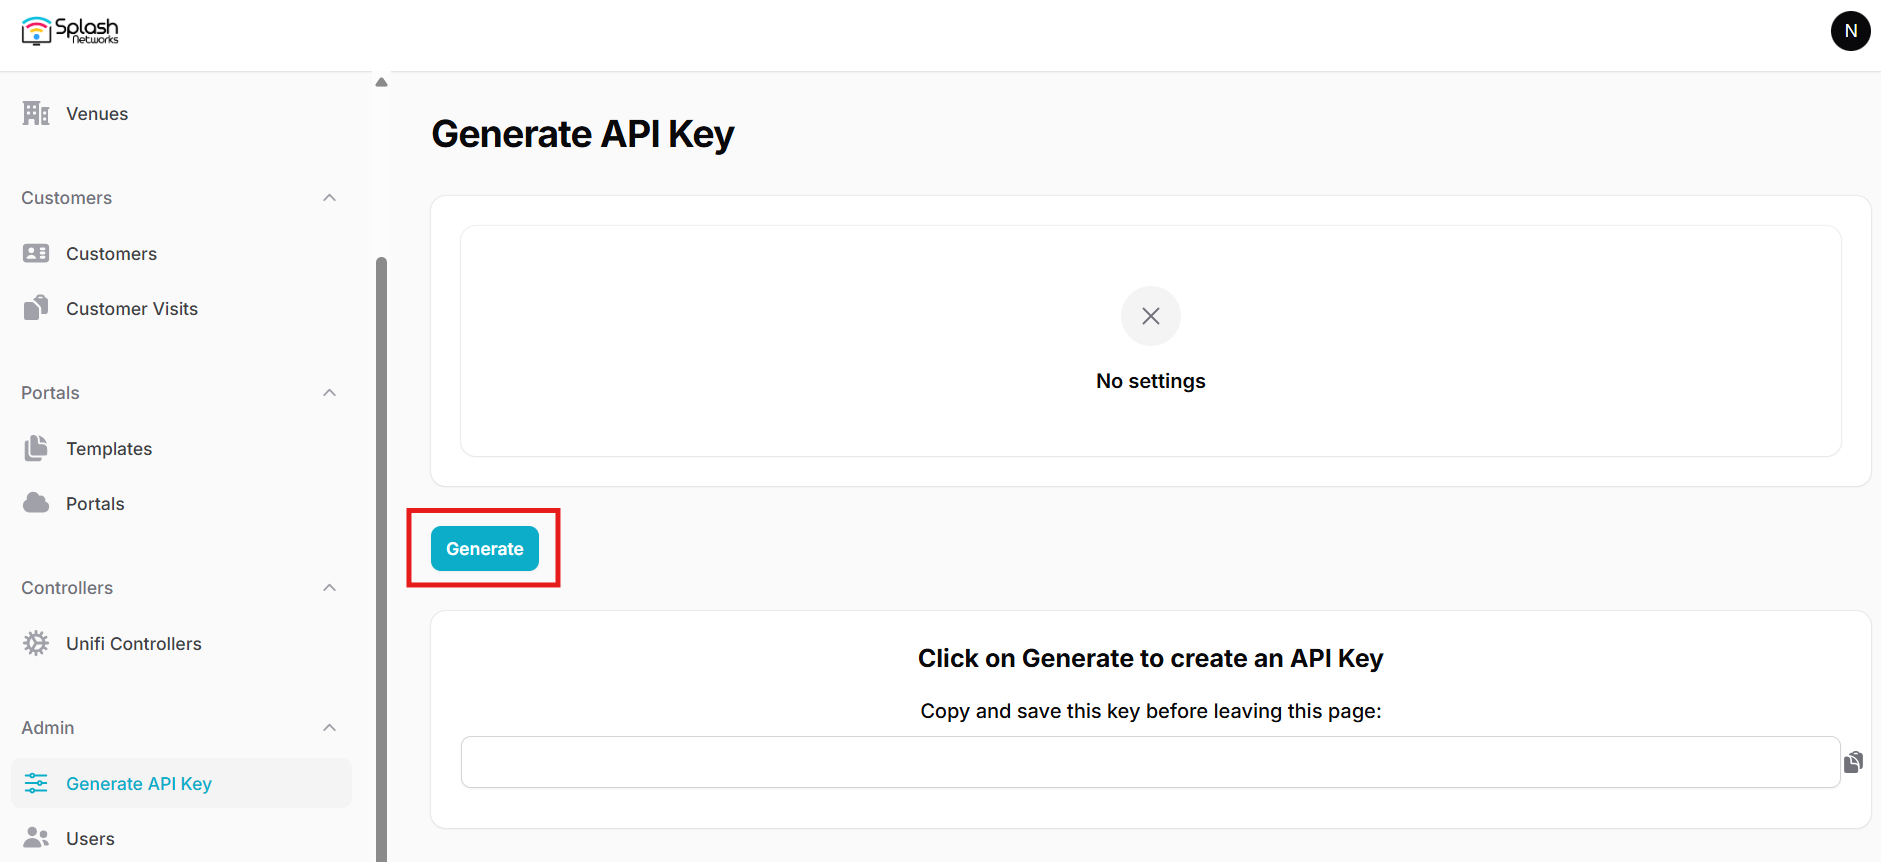 Splash
Networks
N
Venues
Customers
Customers
Customer Visits
Portals
Templates
Portals
Controllers
Unifi Controllers
Admin
Generate API Key
Users
Generate API Key
No settings
Generate
Click on Generate to create an API Key
Copy and save this key before leaving this page: